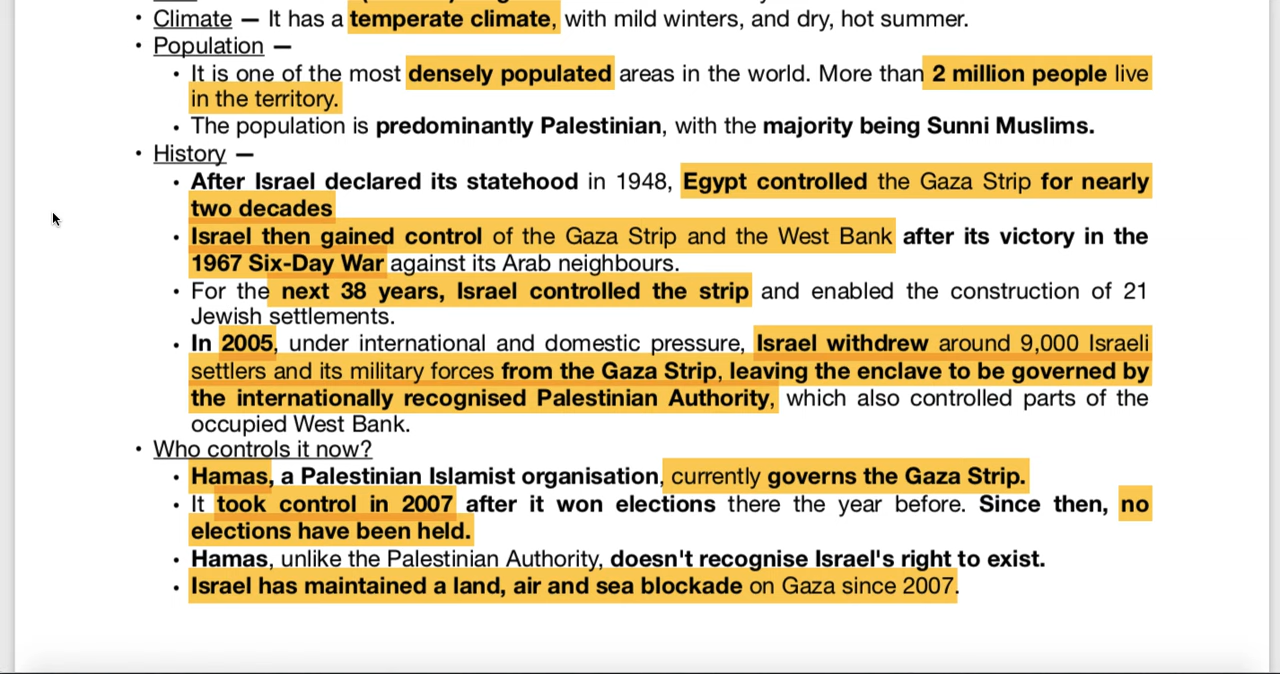 • Climate — It has a temperate climate, with mild winters, and dry, hot summer.
• Population —
• It is one of the most densely populated areas in the world. More than 2 million people live
in the territory.
• The population is predominantly Palestinian, with the majority being Sunni Muslims.
• History —
• After Israel declared its statehood in 1948, Egypt controlled the Gaza Strip for nearly
two decades
• Israel then gained control of the Gaza Strip and the West Bank after its victory in the
1967 Six-Day War against its Arab neighbours.
• For the next 38 years, Israel controlled the strip and enabled the construction of 21
Jewish settlements.
• In 2005, under international and domestic pressure, Israel withdrew around 9,000 Israeli
settlers and its military forces from the Gaza Strip, leaving the enclave to be governed by
the internationally recognised Palestinian Authority, which also controlled parts of the
occupied West Bank.
• Who controls it now?
• Hamas, a Palestinian Islamist organisation, currently governs the Gaza Strip.
• It took control in 2007 after it won elections there the year before. Since then, no
elections have been held.
• Hamas, unlike the Palestinian Authority, doesn't recognise Israel's right to exist.
• Israel has maintained a land, air and sea blockade on Gaza since 2007.